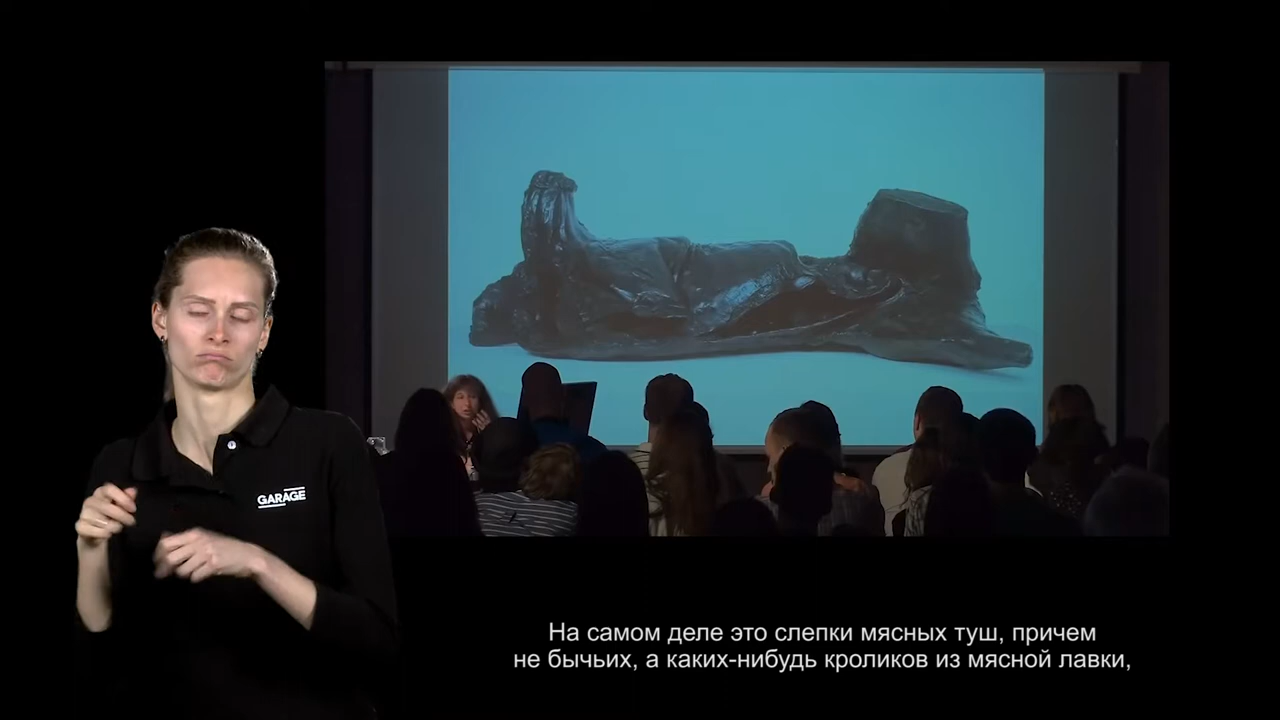 GARAGE
На самом деле это слепки мясных туш, причем
не бычьих, а каких-нибудь кроликов из мясной лавки,